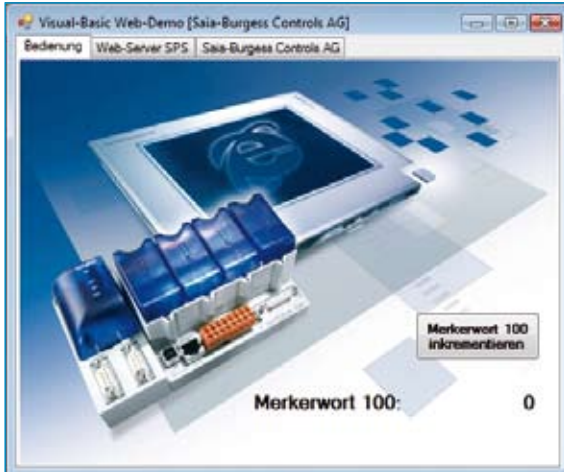 Visual-Basic Web-Demo [Saia-Burgess Controls AG]
Bedienung Web-Server SPS Saia-Burgess Controls AG
Merkerwort 100
inkrementieren
Merkerwort 100: 0